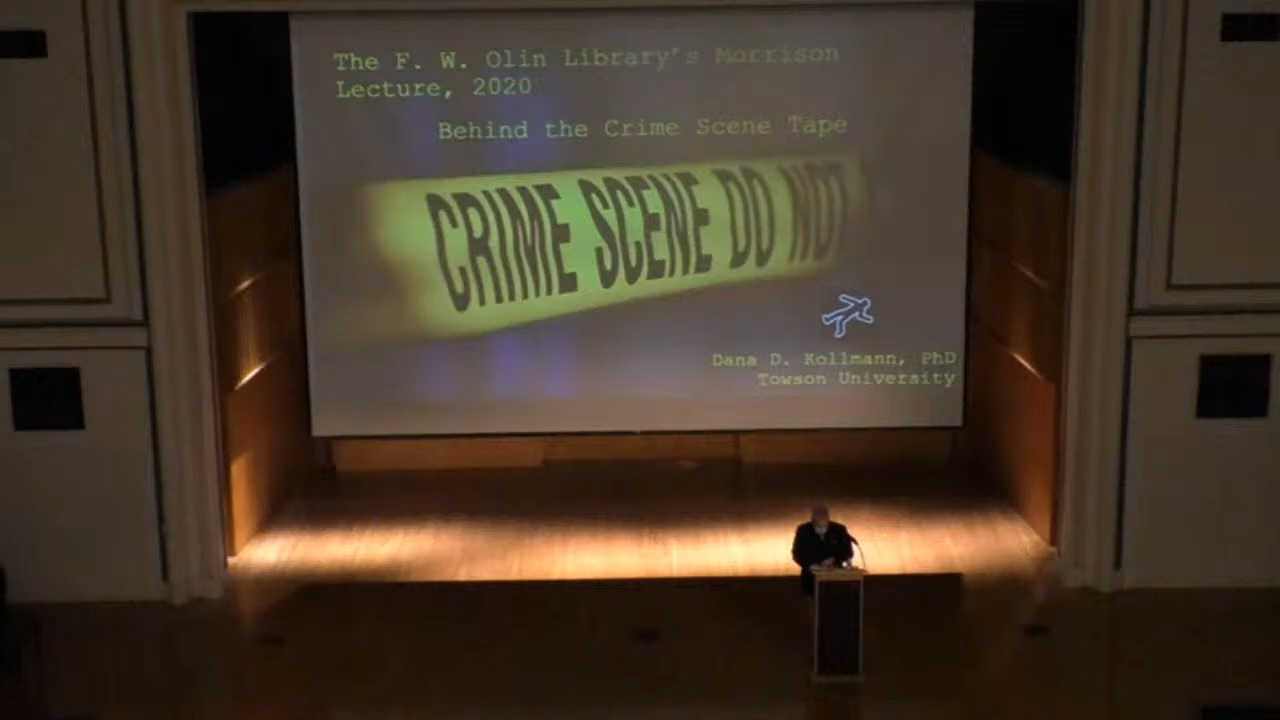 The F. W. Olin Library's Morrison
Lecture, 2020
Behind the Crime Scene Tape
CRIME SCENE DO NOT
Dana D. Kollmann, PhD
Towson University